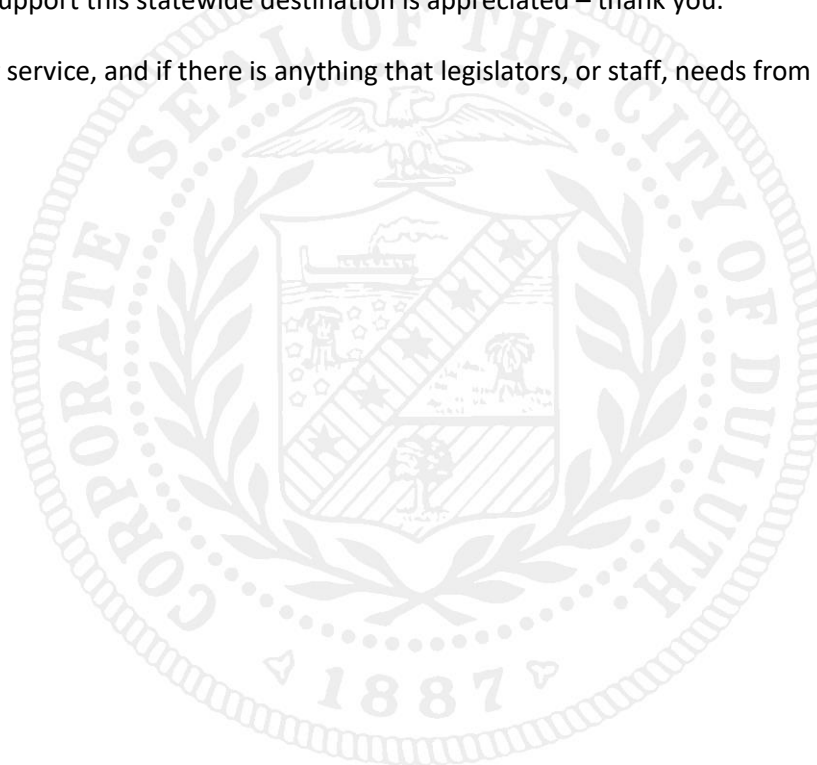 upport this statewide destination is appreciated – thank you.
service, and if there is anything that legislators, or staff, needs from
CORPORATE SEAL OF THE CITY OF DULUTH.
1887